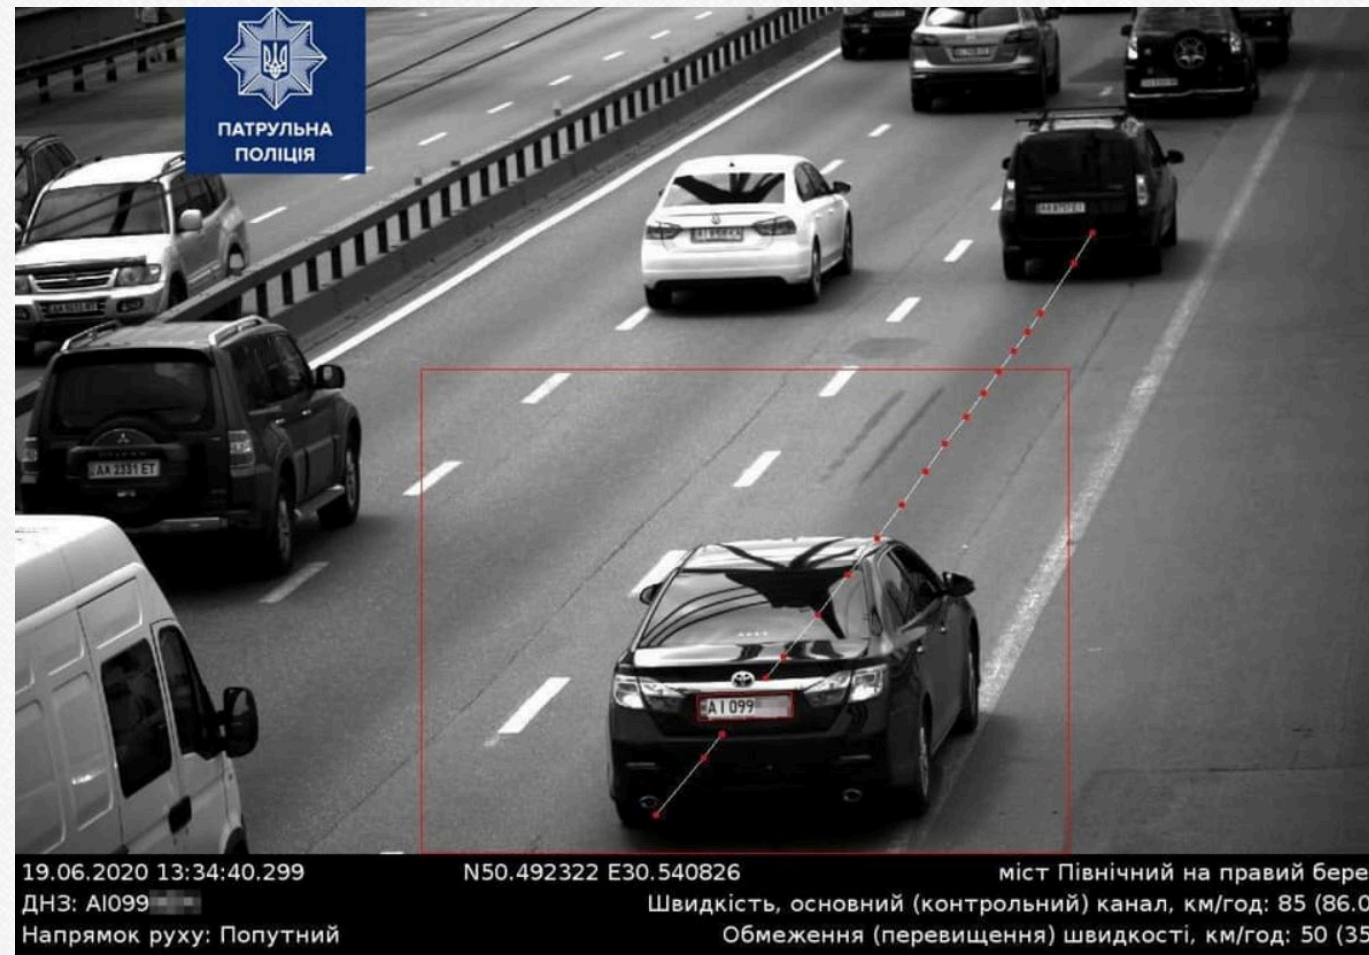 ПАТРУЛЬНА
ПОЛІЦІЯ
AA 2331 ET
AI 099
19.06.2020 13:34:40.299
N50.492322 E30.540826
міст Північний на правий бере
ДНЗ: AI099
Швидкість, основний (контрольний) канал, км/год: 85 (86.0
Напрямок руху: Попутний
Обмеження (перевищення) швидкості, км/год: 50 (35